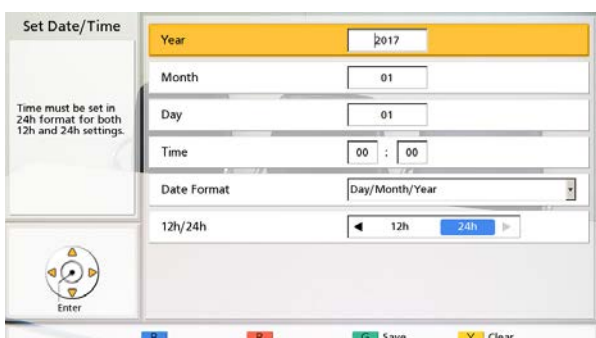 Set Date/Time
Time must be set in
24h format for both
12h and 24h settings.
Enter
Year 2017
Month 01
Day 01
Time 00 : 00
Date Format Day/Month/Year
12h/24h 12h 24h
B R G Save Y Clear